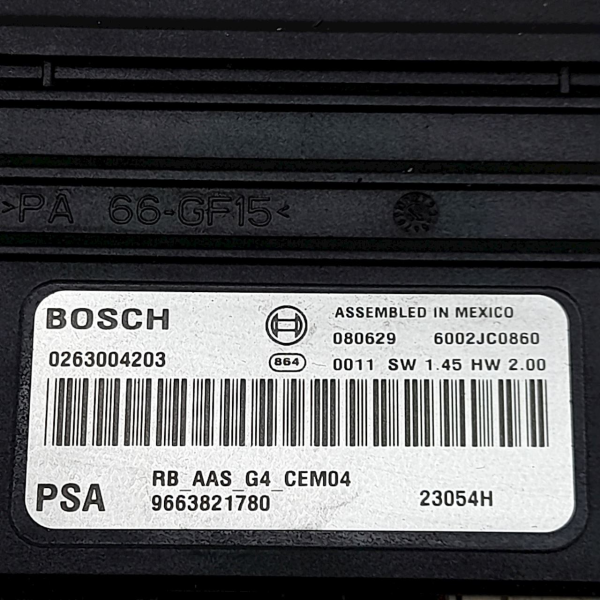 >PA 66-GF15<
BOSCH
ASSEMBLED IN MEXICO
080629 6002JC0860
0263004203
864
0011 SW 1.45 HW 2.00
RB_AAS_G4_CEM04
PSA
9663821780
23054H